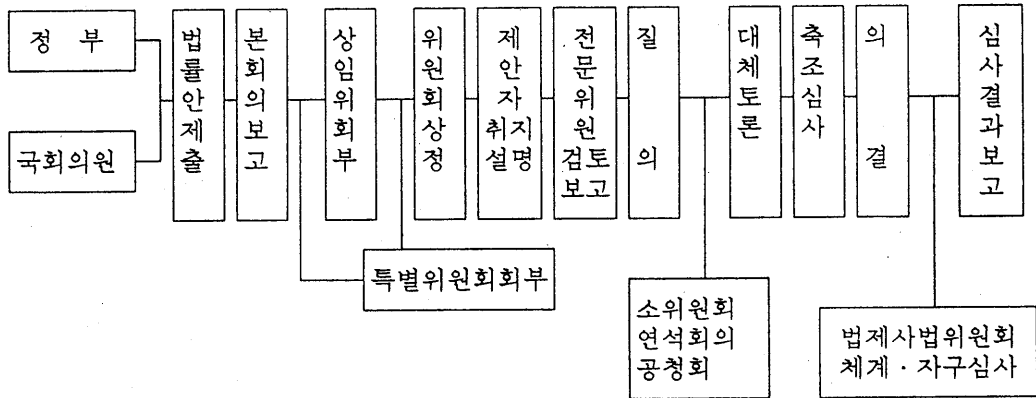 정 부
국회의원
법률안제출
본회의보고
상임위회부
위원회상정
제안자취지설명
전문위원검토보고
질의
대체토론
축조심사
의결
심사결과보고
특별위원회회부
소위원회
연석회의
공청회
법제사법위원회
체계·자구심사